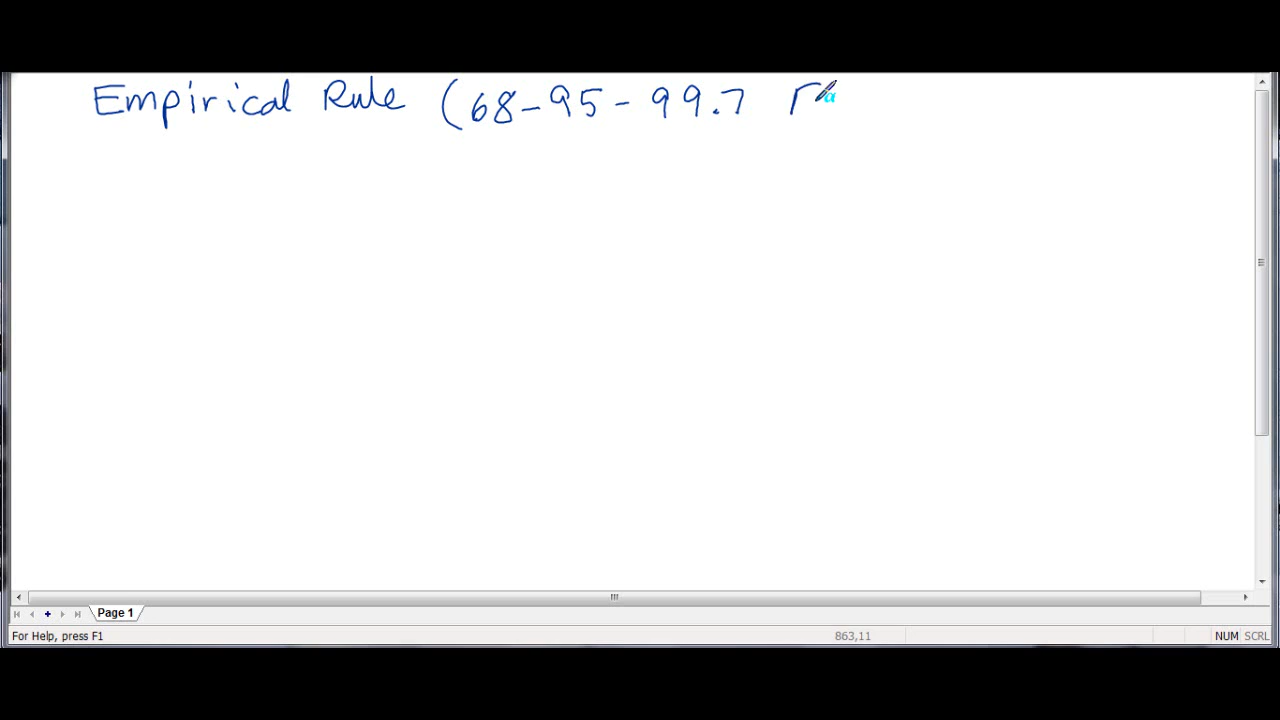 Empirical Rule (68-95-99.7 r
Page 1
For Help, press F1 863,11 NUM SCRL